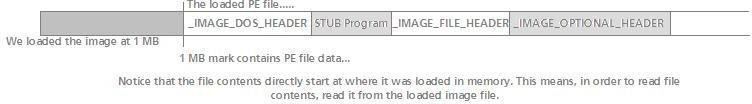 The loaded PE file.....
_IMAGE_DOS_HEADER STUB Program _IMAGE_FILE_HEADER _IMAGE_OPTIONAL_HEADER
We loaded the image at 1 MB
1 MB mark contains PE file data...
Notice that the file contents directly start at where it was loaded in memory. This means, in order to read file
contents, read it from the loaded image file.